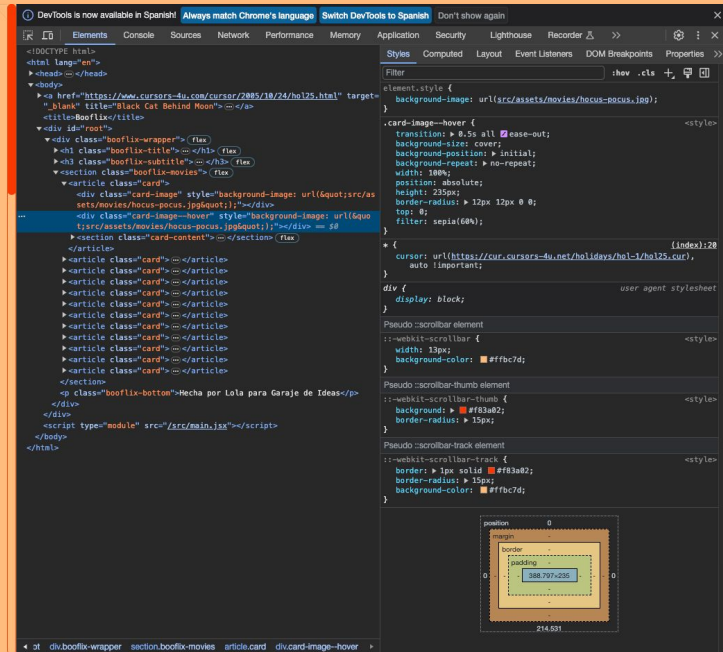 DevTools is now available in Spanish! Always match Chrome's language Switch DevTools to Spanish Don't show again
Elements Console Sources Network Performance Memory Application Security Lighthouse Recorder
<!DOCTYPE html>
<html lang="en">
<head>…</head>
<body>
<a href="https://www.cursors-4u.com/cursor/2005/10/24/hol25.html" target=
"_blank" title="Black Cat Behind Moon">…</a>
<title>Booflix</title>
<div id="root">
<div class="booflix-wrapper"> flex
<h1 class="booflix-title">…</h1> flex
<h3 class="booflix-subtitle">…</h3> flex
<section class="booflix-movies"> flex
<article class="card">
<div class="card-image" style="background-image: url(&quot;src/as
sets/movies/hocus-pocus.jpg&quot;);"></div>
<div class="card-image--hover" style="background-image: url(&quo
t;src/assets/movies/hocus-pocus.jpg&quot;);"></div> == $0
<section class="card-content">…</section> flex
</article>
<article class="card">…</article>
<article class="card">…</article>
<article class="card">…</article>
<article class="card">…</article>
<article class="card">…</article>
<article class="card">…</article>
<article class="card">…</article>
<article class="card">…</article>
<article class="card">…</article>
<article class="card">…</article>
<article class="card">…</article>
</section>
<p class="booflix-bottom">Hecha por Lola para Garaje de Ideas</p>
</div>
</div>
<script type="module" src="/src/main.jsx"></script>
</body>
</html>
ot div.booflix-wrapper section.booflix-movies article.card div.card-image--hover
Styles Computed Layout Event Listeners DOM Breakpoints Properties
Filter :hov .cls
element.style {
background-image: url(src/assets/movies/hocus-pocus.jpg);
}
.card-image--hover { <style>
transition: 0.5s all ease-out;
background-size: cover;
background-position: initial;
background-repeat: no-repeat;
width: 100%;
position: absolute;
height: 235px;
border-radius: 12px 12px 0 0;
top: 0;
filter: sepia(60%);
}
* { (index):20
cursor: url(https://cur.cursors-4u.net/holidays/hol-1/hol25.cur),
auto !important;
}
div { user agent stylesheet
display: block;
}
Pseudo ::scrollbar element
::-webkit-scrollbar { <style>
width: 13px;
background-color: #ffbc7d;
}
Pseudo ::scrollbar-thumb element
::-webkit-scrollbar-thumb { <style>
background: #f83a02;
border-radius: 15px;
}
Pseudo ::scrollbar-track element
::-webkit-scrollbar-track { <style>
border: 1px solid #f83a02;
border-radius: 15px;
background-color: #ffbc7d;
}
position 0
margin -
border -
padding -
0 - - - 388.797×235 - - - 0
-
-
-
214.531